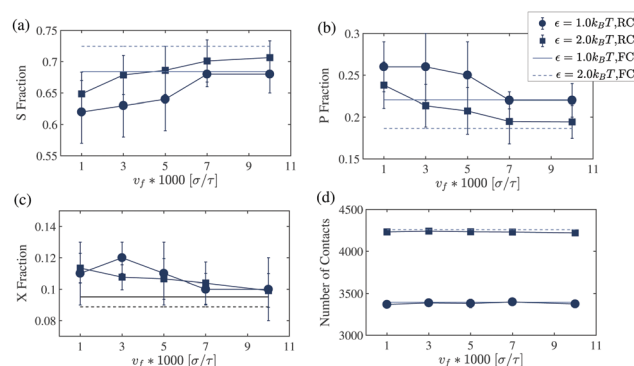 (a)
0.75
0.7
0.65
0.6
0.55
S Fraction
1 3 5 7 9 11
v_f * 1000 [σ/τ]
(b)
0.3
0.25
0.2
0.15
P Fraction
1 3 5 7 9 11
v_f * 1000 [σ/τ]
ϵ = 1.0k_BT,RC
ϵ = 2.0k_BT,RC
ϵ = 1.0k_BT,FC
ϵ = 2.0k_BT,FC
(c)
0.14
0.12
0.1
0.08
X Fraction
1 3 5 7 9 11
v_f * 1000 [σ/τ]
(d)
4500
4000
3500
3000
Number of Contacts
1 3 5 7 9 11
v_f * 1000 [σ/τ]